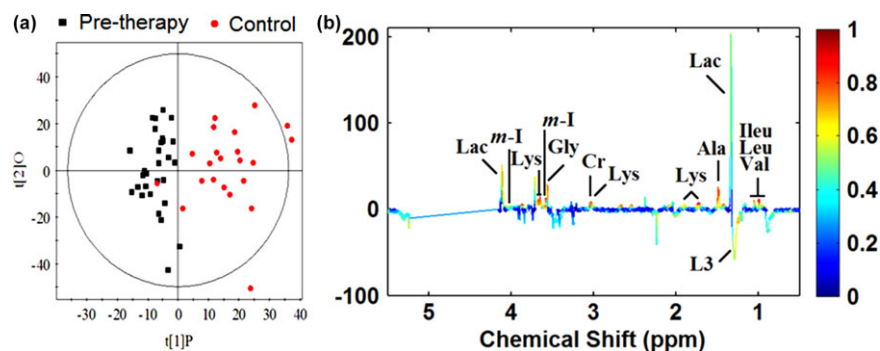 (a)
■ Pre-therapy ● Control
t[2]O
40
20
0
-20
-40
-30 -20 -10 0 10 20 30 40
t[1]P
(b)
200
100
0
-100
Lac
m-I
Lys
m-I
Gly
Cr
Lys
Lys
Ala
Lac
Ileu
Leu
Val
L3
5 4 3 2 1
Chemical Shift (ppm)
1
0.8
0.6
0.4
0.2
0